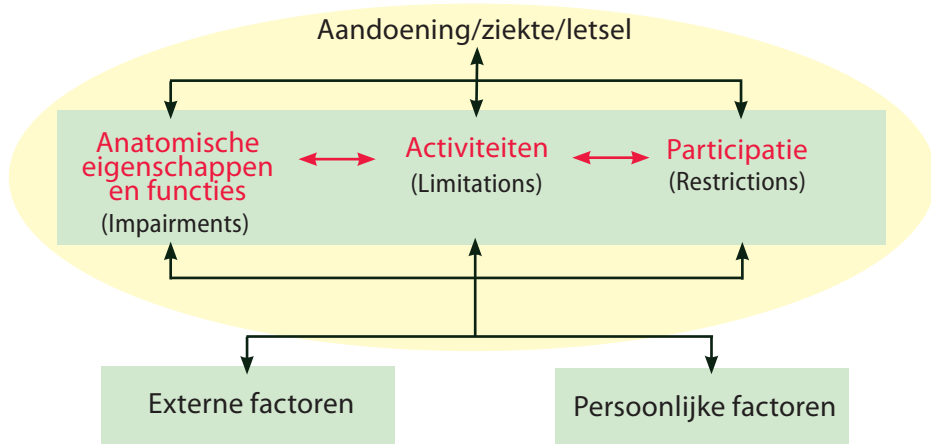 Aandoening/ziekte/letsel
Anatomische
eigenschappen
en functies
(Impairments)
Activiteiten
(Limitations)
Participatie
(Restrictions)
Externe factoren
Persoonlijke factoren